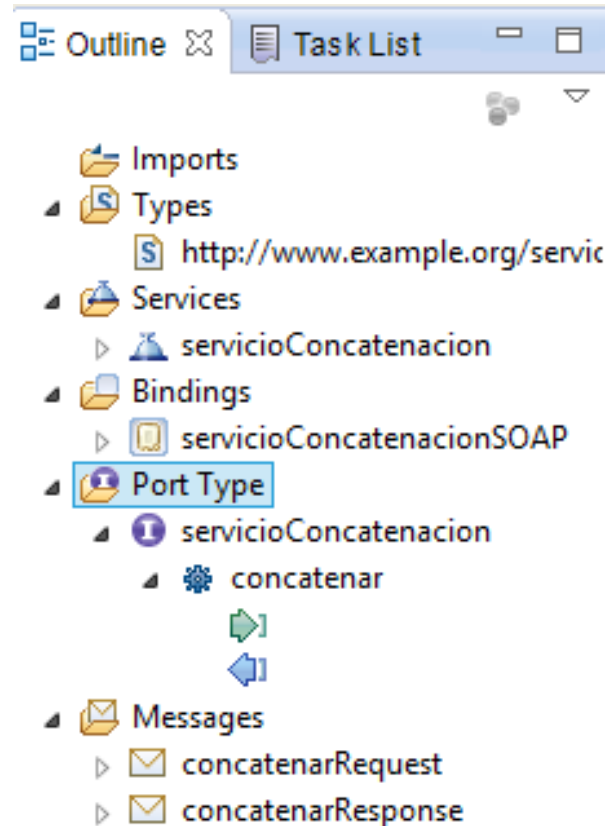 Outline Task List
Imports
Types
http://www.example.org/servic
Services
servicioConcatenacion
Bindings
servicioConcatenacionSOAP
Port Type
servicioConcatenacion
concatenar
Messages
concatenarRequest
concatenarResponse